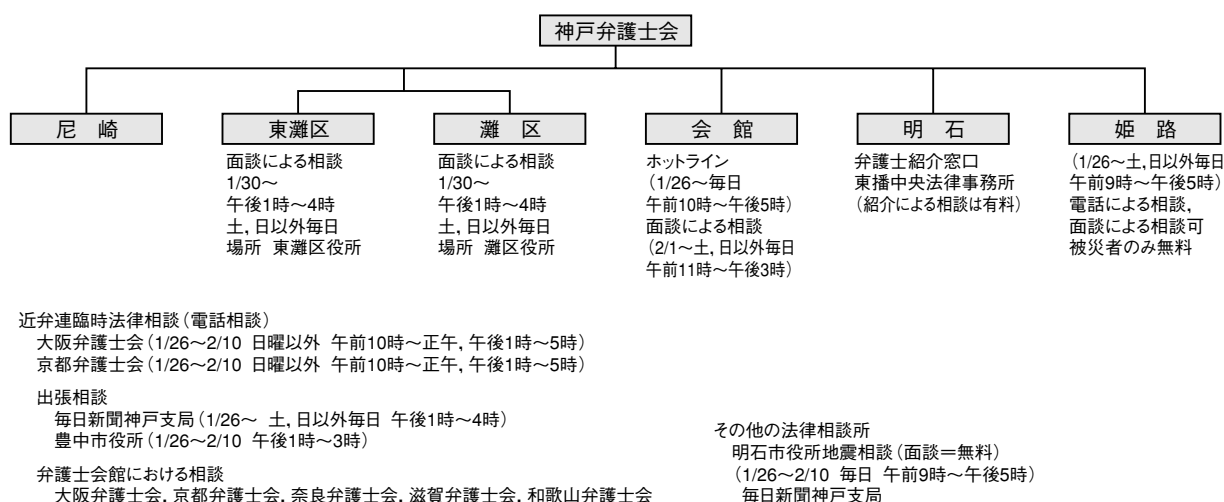 神戸弁護士会
尼 崎
東灘区
面談による相談
1/30～
午後1時～4時
土，日以外毎日
場所 東灘区役所
灘 区
面談による相談
1/30～
午後1時～4時
土，日以外毎日
場所 灘区役所
会 館
ホットライン
（1/26～毎日
午前10時～午後5時）
面談による相談
（2/1～土，日以外毎日
午前11時～午後3時）
明 石
弁護士紹介窓口
東播中央法律事務所
（紹介による相談は有料）
姫 路
（1/26～土，日以外毎日
午前9時～午後5時）
電話による相談，
面談による相談可
被災者のみ無料
近弁連臨時法律相談（電話相談）
大阪弁護士会（1/26～2/10 日曜以外 午前10時～正午，午後1時～5時）
京都弁護士会（1/26～2/10 日曜以外 午前10時～正午，午後1時～5時）
出張相談
毎日新聞神戸支局（1/26～ 土，日以外毎日 午後1時～4時）
豊中市役所（1/26～2/10 午後1時～3時）
弁護士会館における相談
大阪弁護士会，京都弁護士会，奈良弁護士会，滋賀弁護士会，和歌山弁護士会
その他の法律相談所
明石市役所地震相談（面談＝無料）
（1/26～2/10 毎日 午前9時～午後5時）
毎日新聞神戸支局